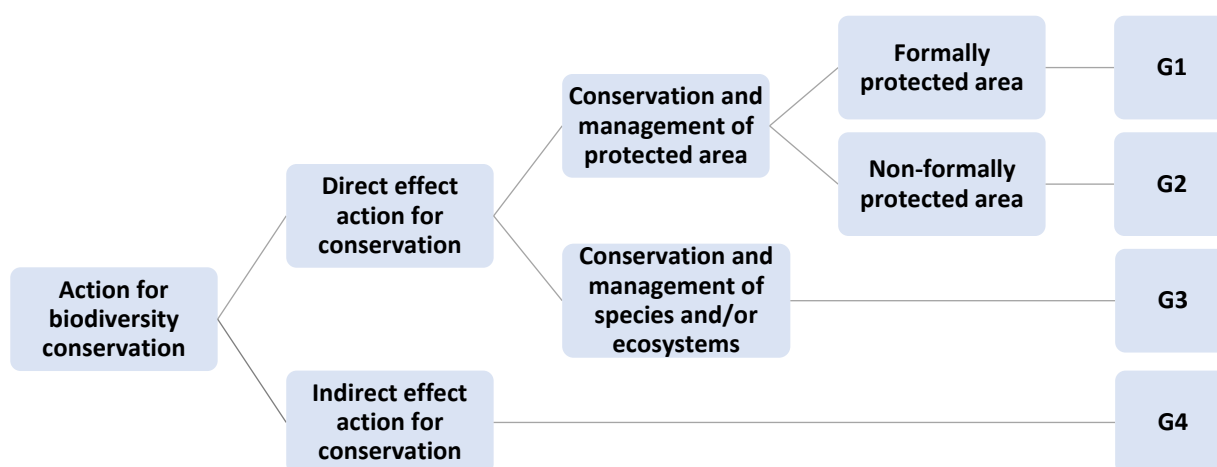 Action for
biodiversity
conservation
Direct effect
action for
conservation
Conservation and
management of
protected area
Formally
protected area
G1
Non-formally
protected area
G2
Conservation and
management of
species and/or
ecosystems
G3
Indirect effect
action for
conservation
G4